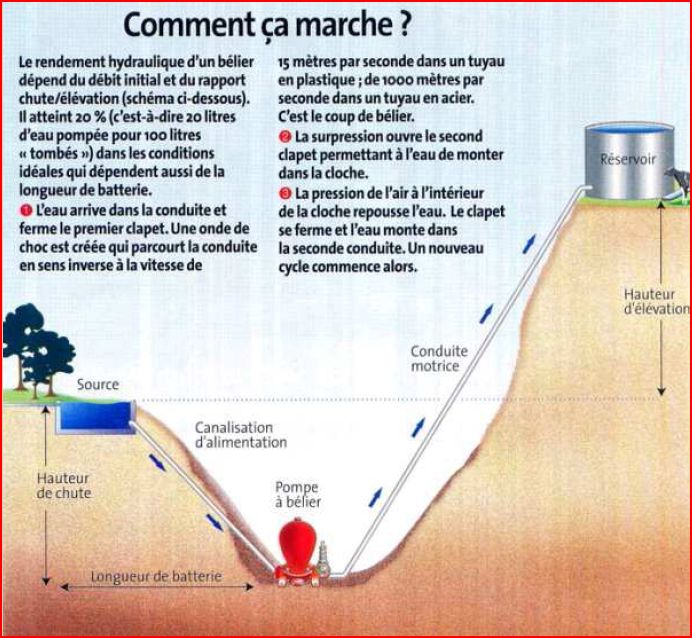 Comment ça marche ?
Le rendement hydraulique d'un bélier
dépend du débit initial et du rapport
chute/élévation (schéma ci-dessous).
Il atteint 20 % (c'est-à-dire 20 litres
d'eau pompée pour 100 litres
« tombés ») dans les conditions
idéales qui dépendent aussi de la
longueur de batterie.
1 L'eau arrive dans la conduite et
ferme le premier clapet. Une onde de
choc est créée qui parcourt la conduite
en sens inverse à la vitesse de
15 mètres par seconde dans un tuyau
en plastique ; de 1000 mètres par
seconde dans un tuyau en acier.
C'est le coup de bélier.
2 La surpression ouvre le second
clapet permettant à l'eau de monter
dans la cloche.
3 La pression de l'air à l'intérieur
de la cloche repousse l'eau. Le clapet
se ferme et l'eau monte dans
la seconde conduite. Un nouveau
cycle commence alors.
Réservoir
Hauteur
d'élévation
Conduite
motrice
Source
Canalisation
d'alimentation
Hauteur
de chute
Pompe
à bélier
Longueur de batterie